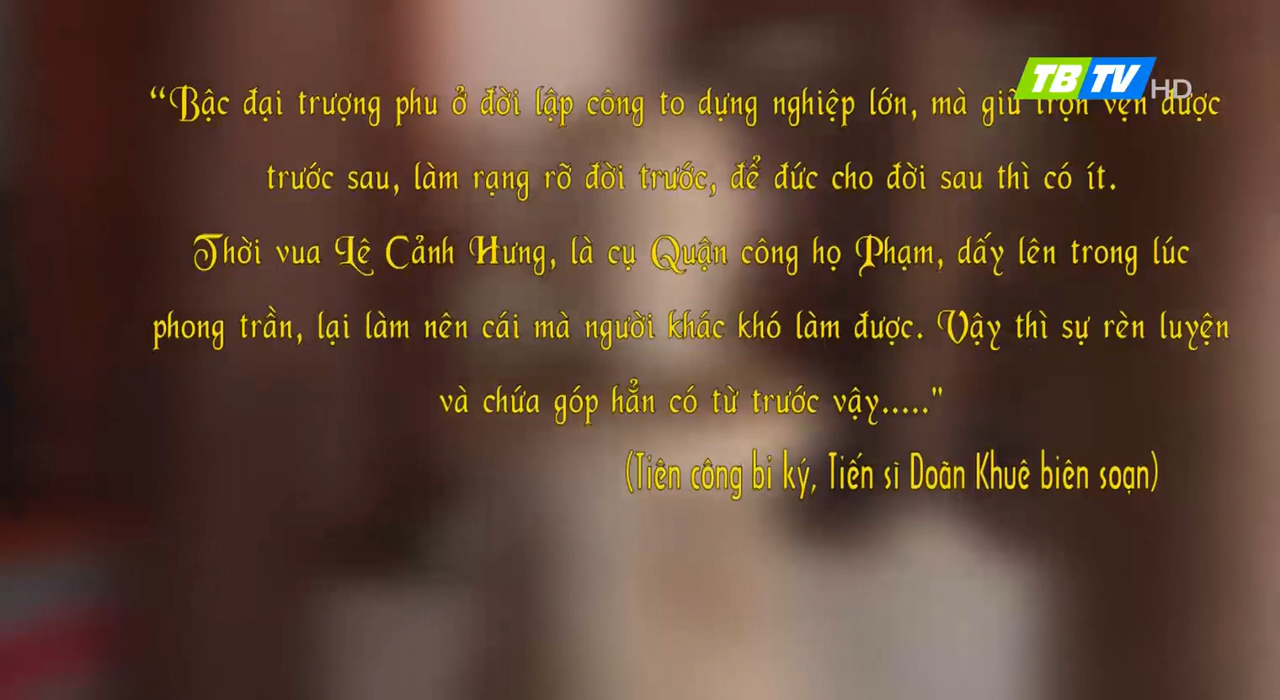 “Bậc đại trượng phu ở đời lập công to dựng nghiệp lớn, mà giữ trọn vẹn được
TBTV HD
trước sau, làm rạng rỡ đời trước, để đức cho đời sau thì có ít.
Thời vua Lê Cảnh Hưng, là cụ Quận công họ Phạm, dấy lên trong lúc
phong trần, lại làm nên cái mà người khác khó làm được. Vậy thì sự rèn luyện
và chứa góp hẳn có từ trước vậy....."
(Tiên công bi ký, Tiến sĩ Doãn Khuê biên soạn)